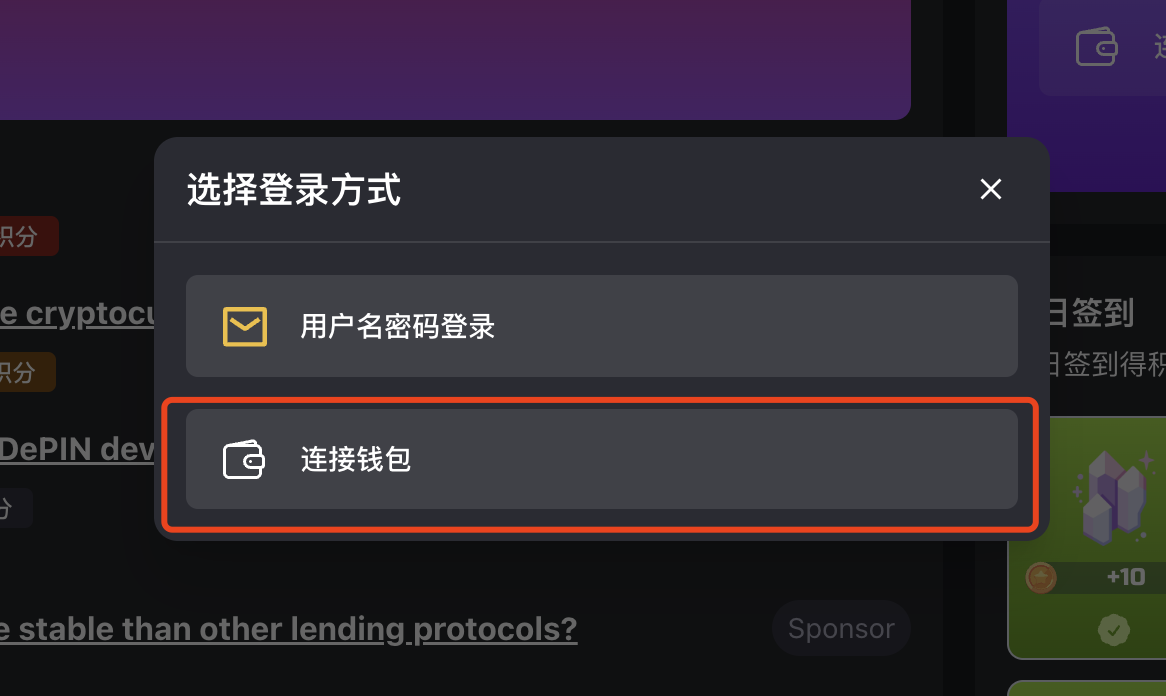 选择登录方式
积分
用户名密码登录
e cryptocu
日签到
积分
日签到得积
DePIN dev
连接钱包
分
+10
e stable than other lending protocols?
Sponsor